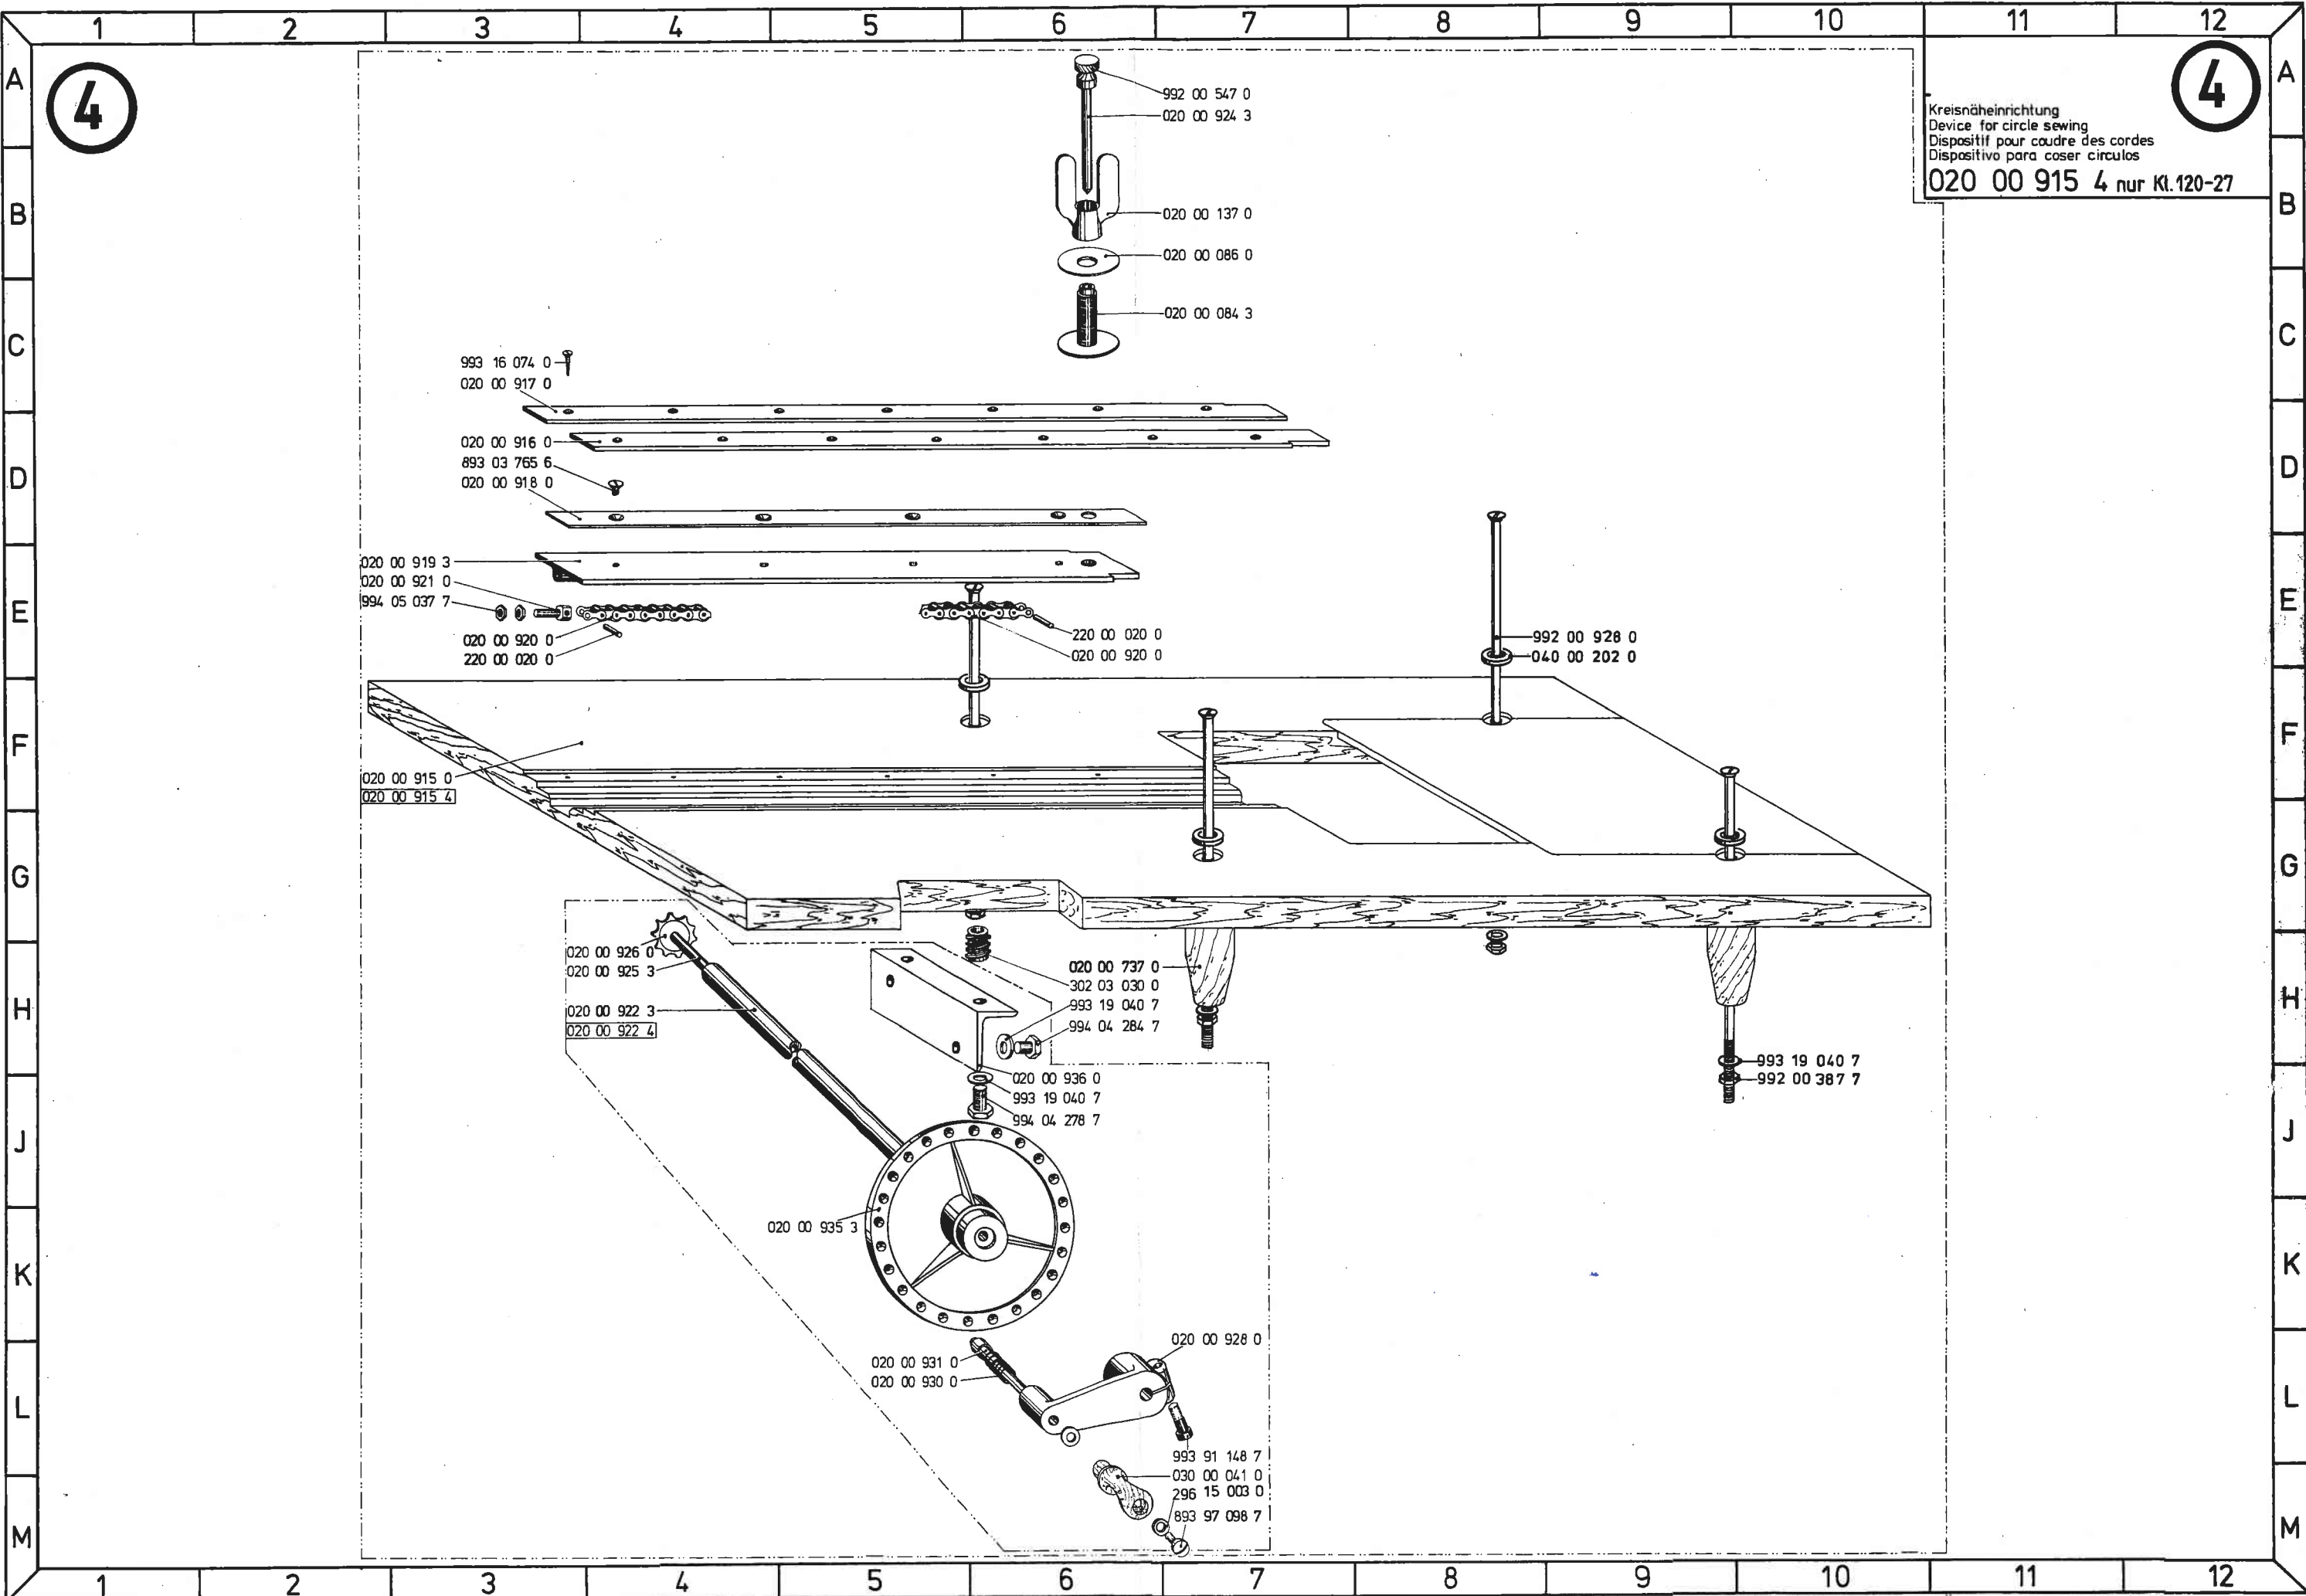 1 2 3 4 5 6 7 8 9 10 11 12
A A
4 4
Kreisnäheinrichtung
Device for circle sewing
Dispositif pour coudre des cordes
Dispositivo para coser circulos
020 00 915 4 nur Kl. 120-27
992 00 547 0
020 00 924 3
B B
020 00 137 0
020 00 086 0
020 00 084 3
C C
993 16 074 0
020 00 917 0
020 00 916 0
893 03 765 6
020 00 918 0
D D
020 00 919 3
020 00 921 0
994 05 037 7
E E
020 00 920 0
220 00 020 0
220 00 020 0
020 00 920 0
992 00 928 0
040 00 202 0
F F
020 00 915 0
020 00 915 4
G G
020 00 926 0
020 00 925 3
020 00 922 3
020 00 922 4
H H
020 00 737 0
302 03 030 0
993 19 040 7
994 04 284 7
020 00 936 0
993 19 040 7
994 04 278 7
993 19 040 7
992 00 387 7
J J
020 00 935 3
K K
020 00 928 0
020 00 931 0
020 00 930 0
L L
993 91 148 7
030 00 041 0
296 15 003 0
893 97 098 7
M M
1 2 3 4 5 6 7 8 9 10 11 12